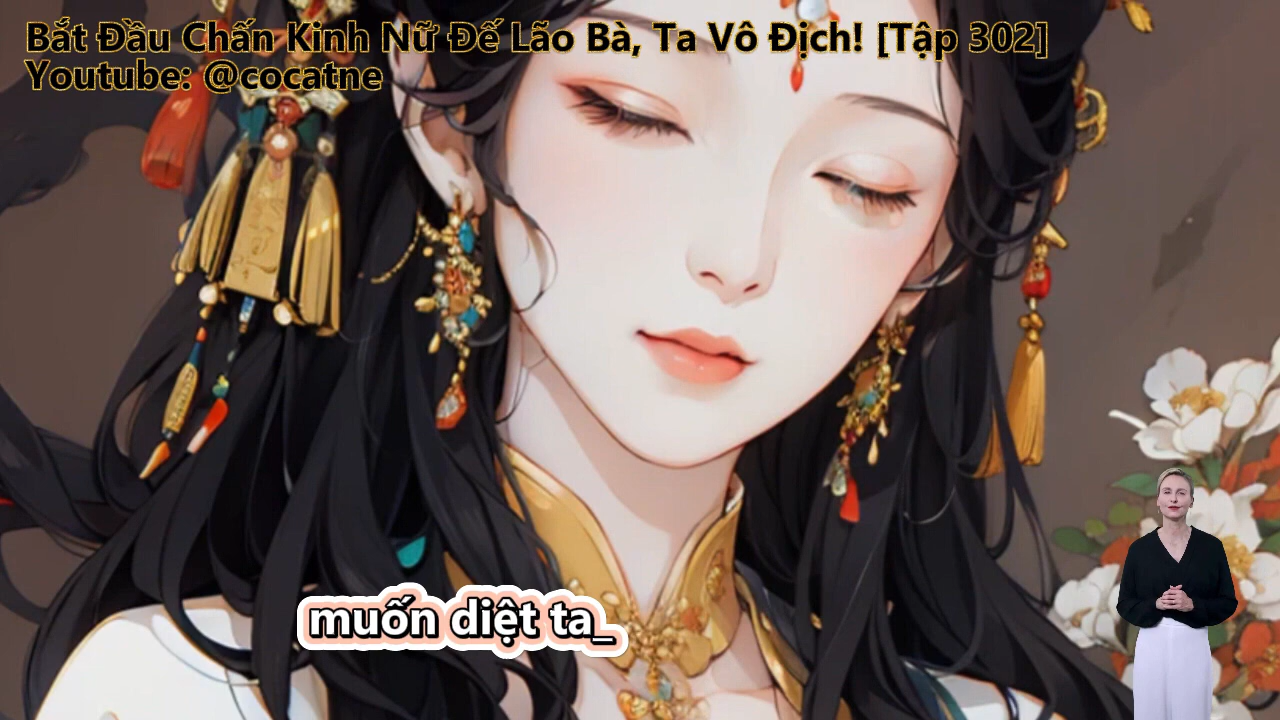 Bắt Đầu Chấn Kinh Nữ Đế Lão Bà, Ta Vô Địch! [Tập 302]
Youtube: @cocatne
muốn diệt ta_